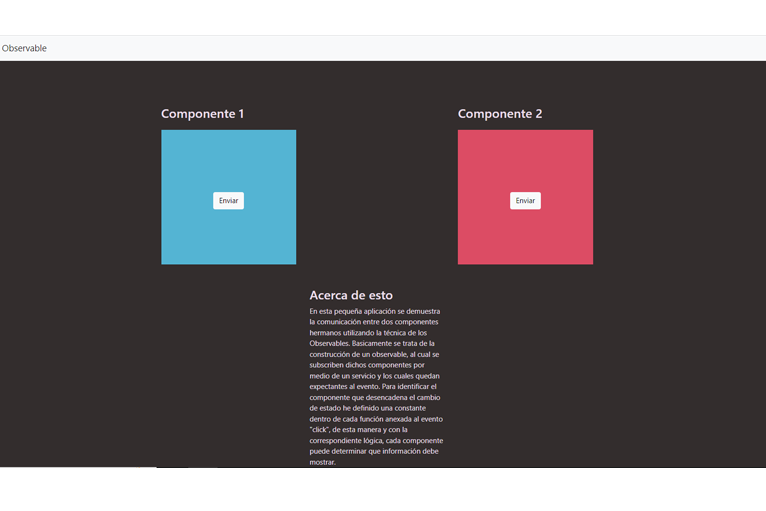 Observable
Componente 1
Componente 2
Enviar
Enviar
Acerca de esto
En esta pequeña aplicación se demuestra
la comunicación entre dos componentes
hermanos utilizando la técnica de los
Observables. Basicamente se trata de la
construcción de un observable, al cual se
subscriben dichos componentes por
medio de un servicio y los cuales quedan
expectantes al evento. Para identificar el
componente que desencadena el cambio
de estado he definido una constante
dentro de cada función anexada al evento
"click", de esta manera y con la
correspondiente lógica, cada componente
puede determinar que información debe
mostrar.